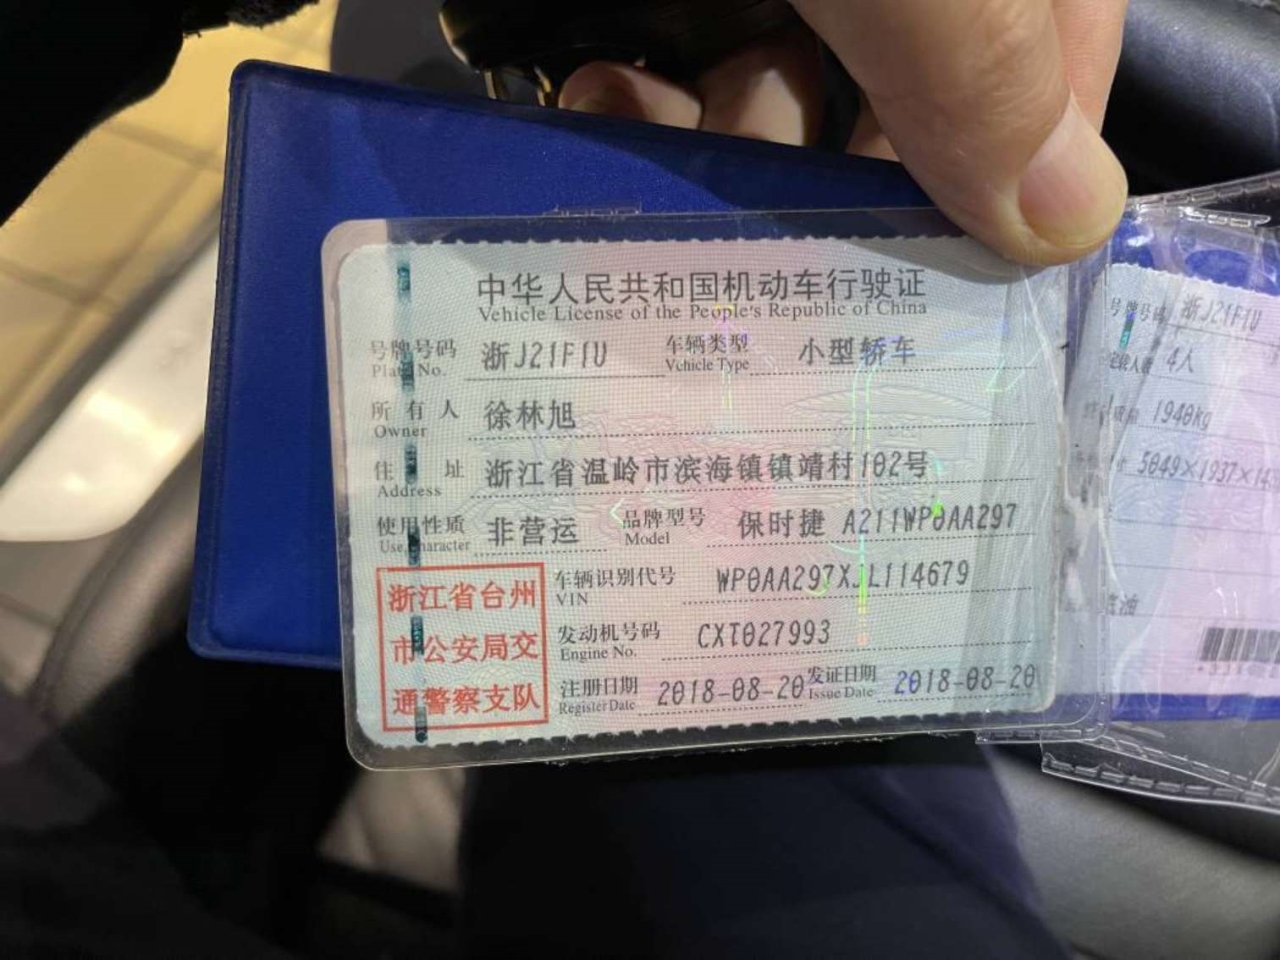 中华人民共和国机动车行驶证
Vehicle License of the People's Republic of China
号牌号码 浙J21F1U 车辆类型 小型轿车
Plate No. Vehicle Type
所有人 徐林旭
Owner
住址 浙江省温岭市滨海镇镇靖村102号
Address
使用性质 非营运 品牌型号 保时捷 A211WP0AA297
Use Character Model
浙江省台州
市公安局交
通警察支队
车辆识别代号 WP0AA297XJL114679
VIN
发动机号码 CXT027993
Engine No.
注册日期 2018-08-20 发证日期 2018-08-20
Register Date Issue Date
号牌号码 浙J21F1U
4人
1940kg
5049×1937×14